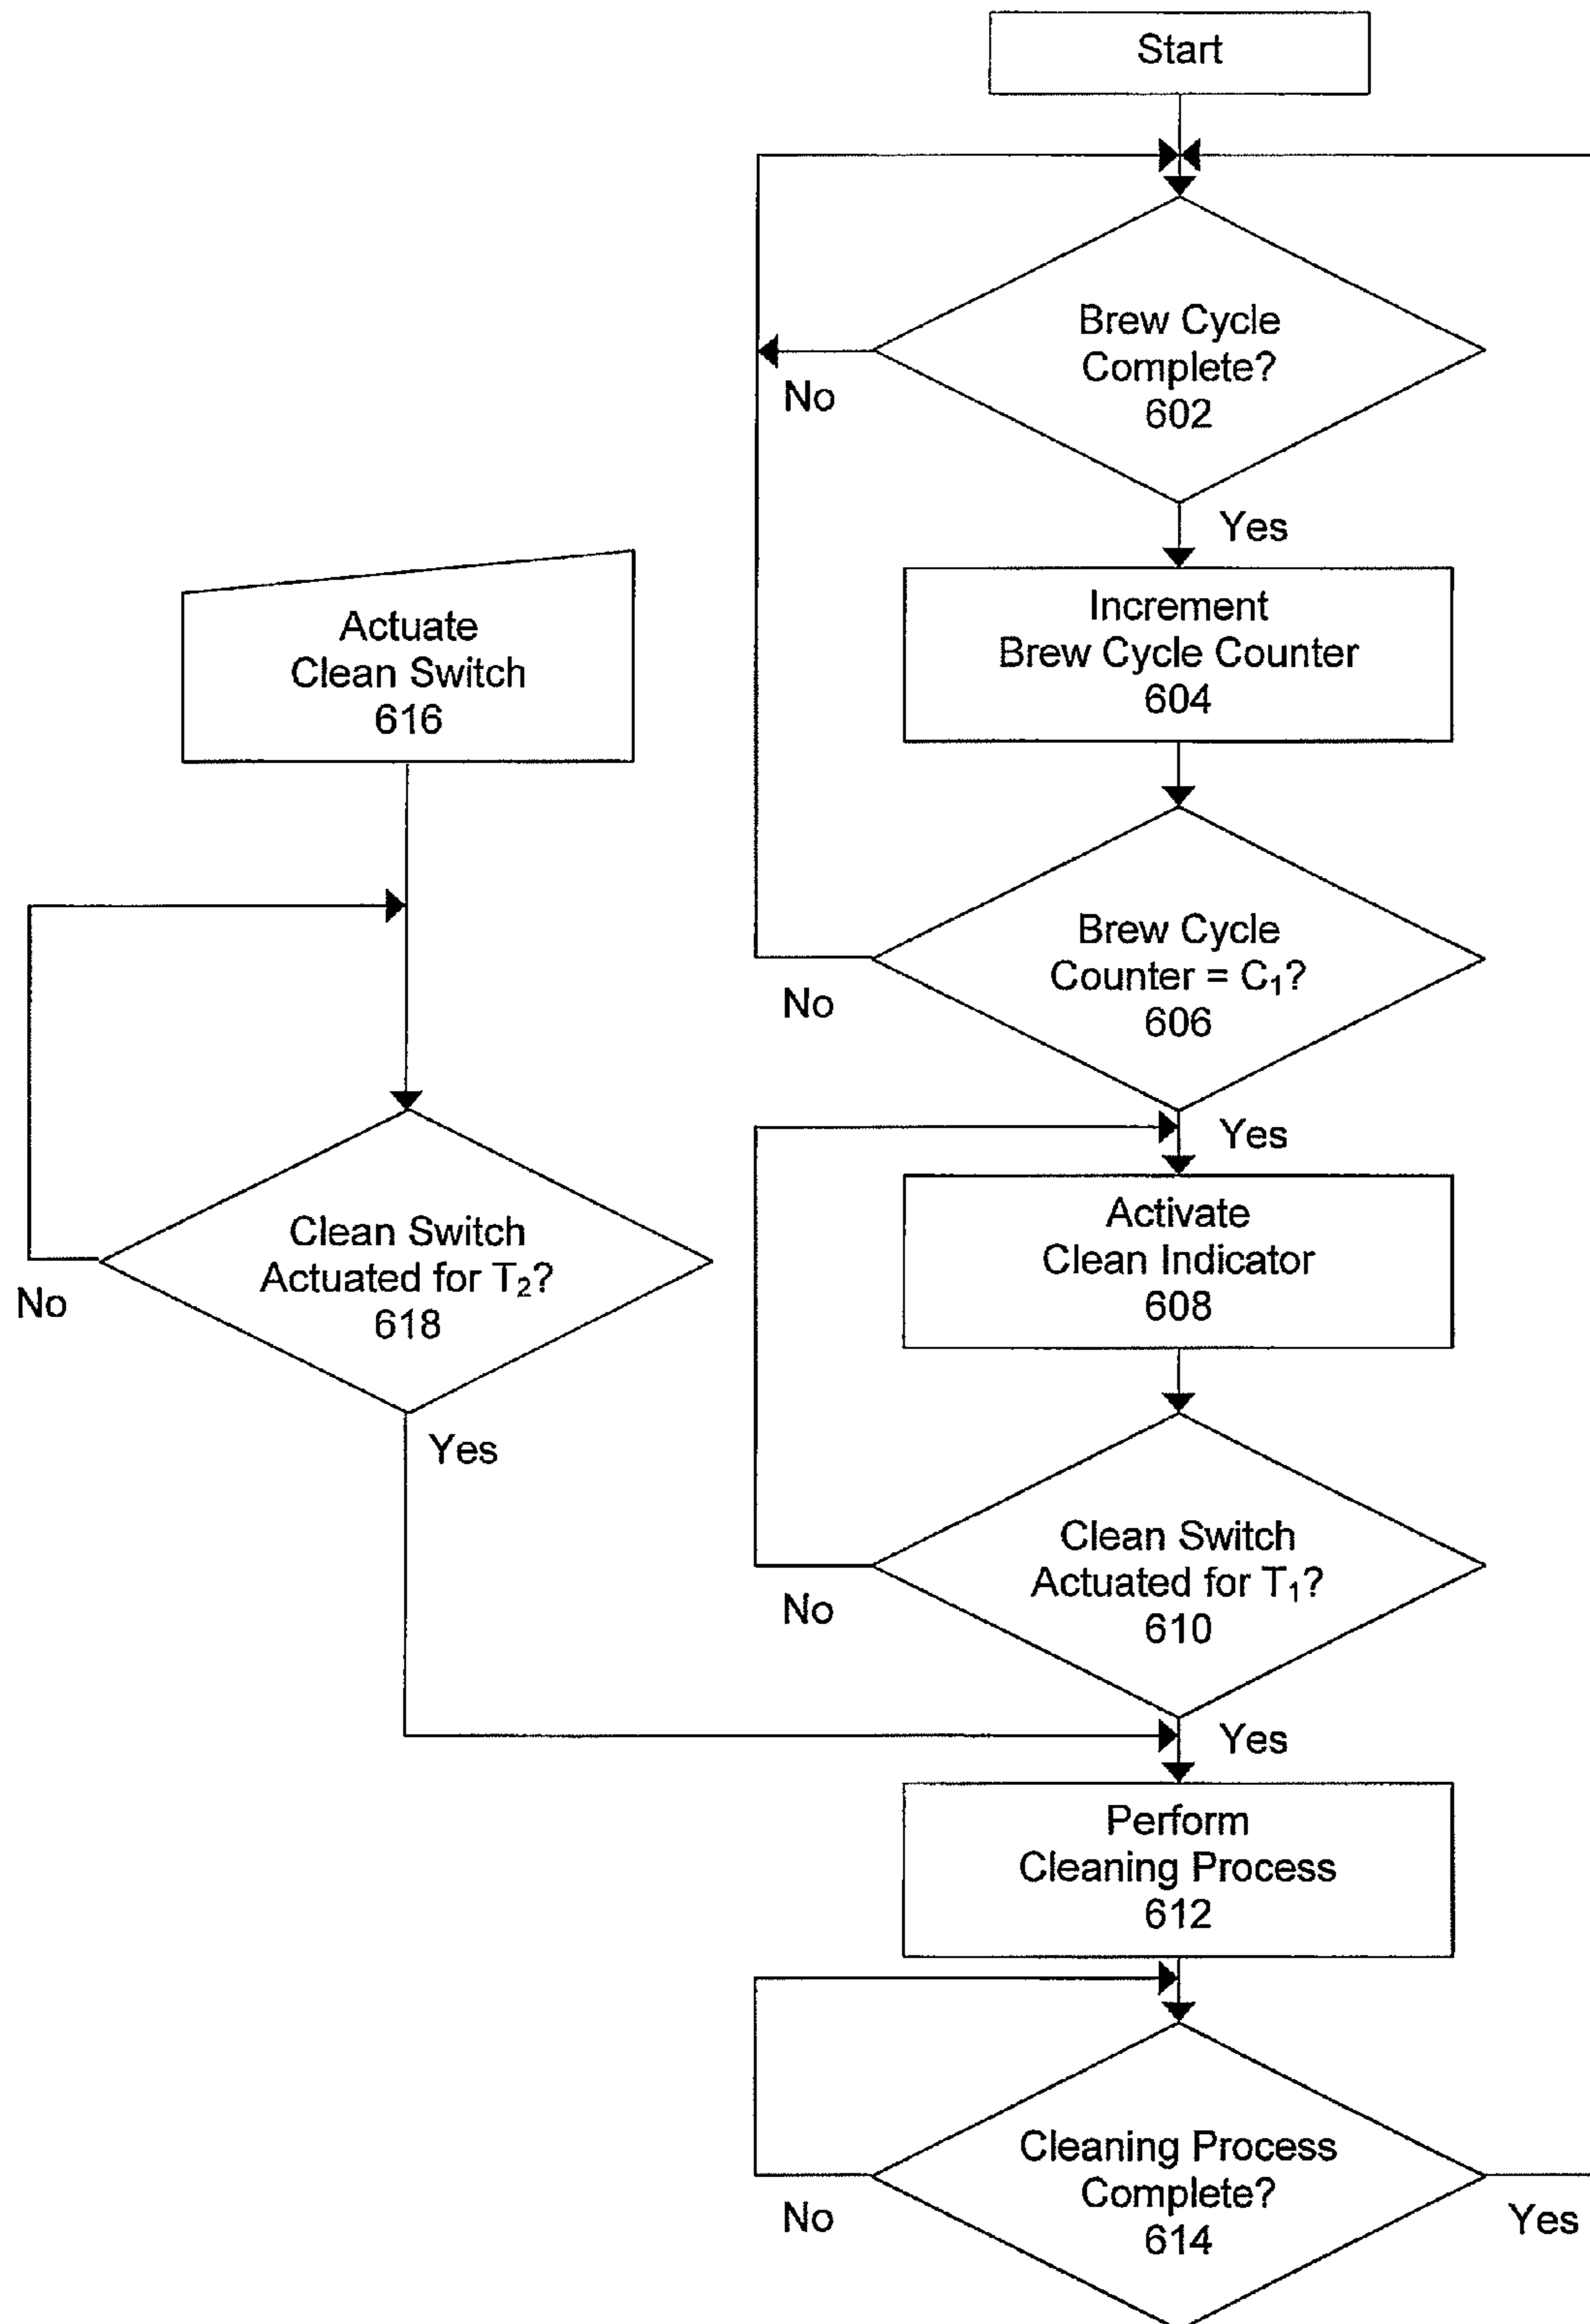 Start
Brew Cycle
Complete?
602
No
Yes
Increment
Brew Cycle Counter
604
Actuate
Clean Switch
616
Brew Cycle
Counter = C₁?
606
No
Yes
Activate
Clean Indicator
608
Clean Switch
Actuated for T₂?
618
No
Yes
Clean Switch
Actuated for T₁?
610
No
Yes
Perform
Cleaning Process
612
Cleaning Process
Complete?
614
No
Yes